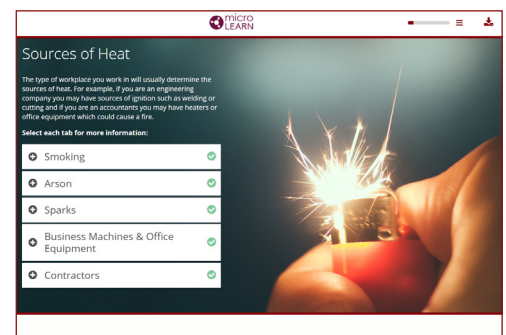 micro
LEARN
Sources of Heat
The type of workplace you work in will usually determine the
sources of heat. For example, if you are an engineering
company you may have sources of ignition such as welding or
cutting and if you are an accountants you may have heaters or
office equipment which could cause a fire.
Select each tab for more information:
Smoking
Arson
Sparks
Business Machines & Office
Equipment
Contractors